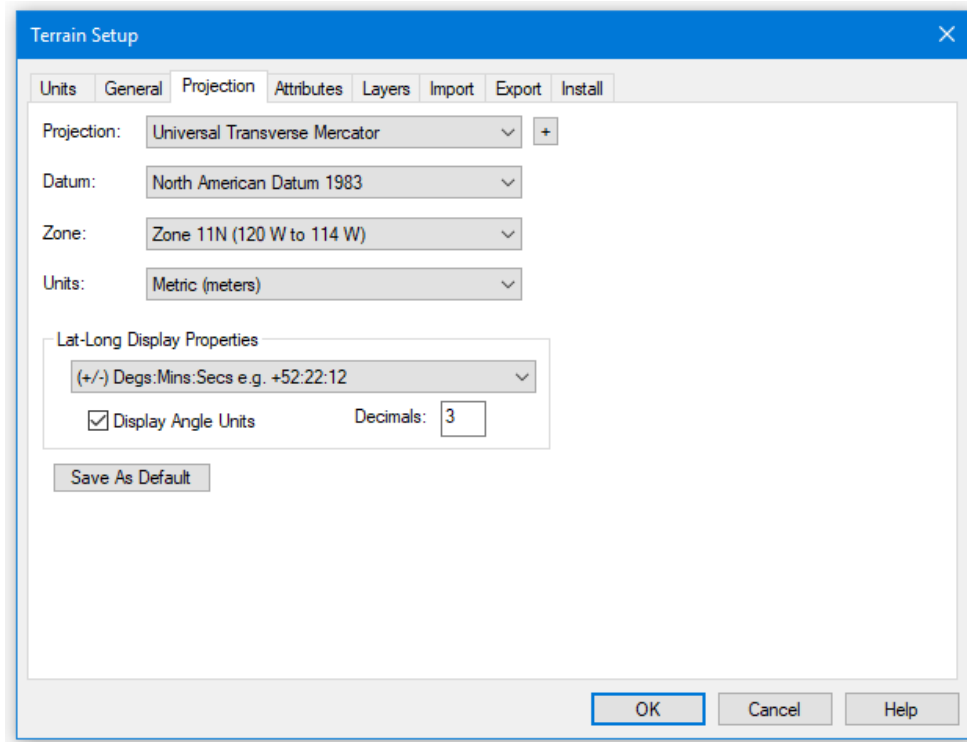 Terrain Setup
Units General Projection Attributes Layers Import Export Install
Projection: Universal Transverse Mercator +
Datum: North American Datum 1983
Zone: Zone 11N (120 W to 114 W)
Units: Metric (meters)
Lat-Long Display Properties
(+/-) Degs:Mins:Secs e.g. +52:22:12
Display Angle Units Decimals: 3
Save As Default
OK Cancel Help